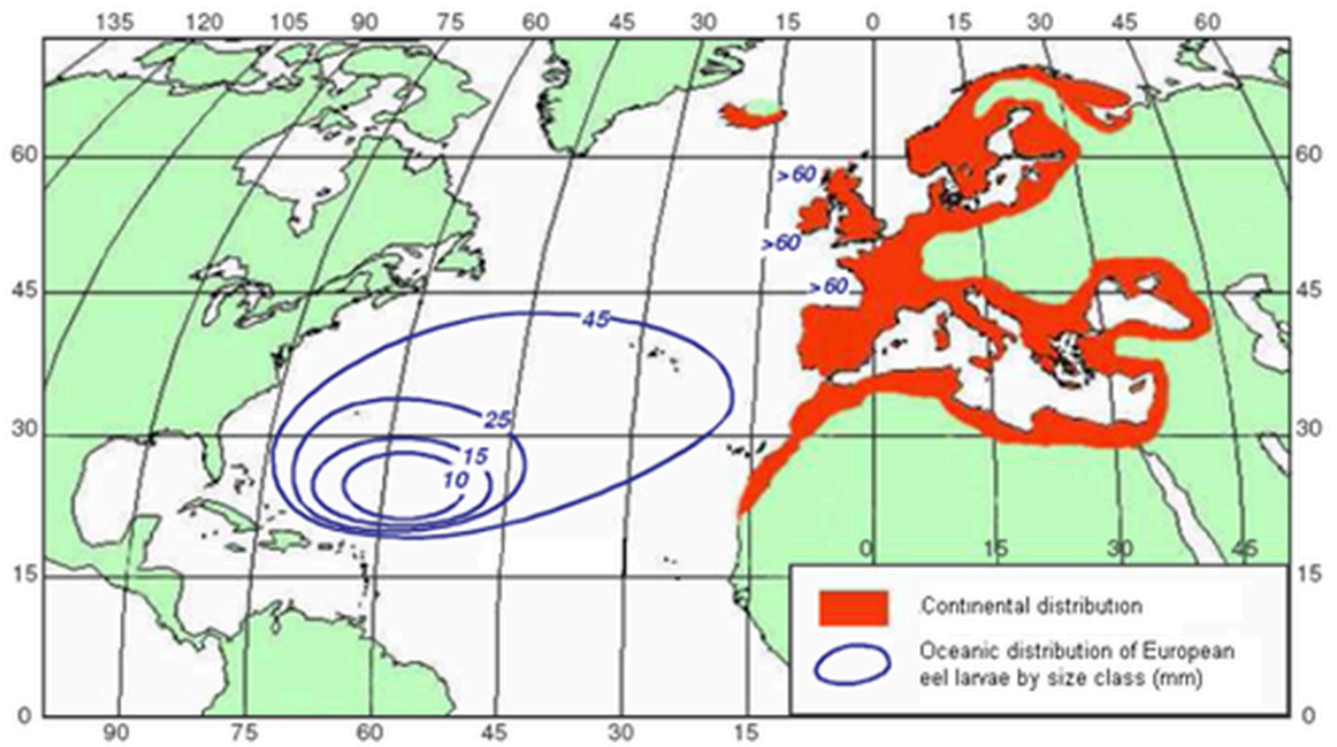 135 120 105 90 75 60 45 30 15 0 15 30 45 60
60 >60 60
>60
>60
45 45
45
25
30 30
15
10
0 15 30 45
15 15
Continental distribution
Oceanic distribution of European
eel larvae by size class (mm)
0 0
90 75 60 45 30 15